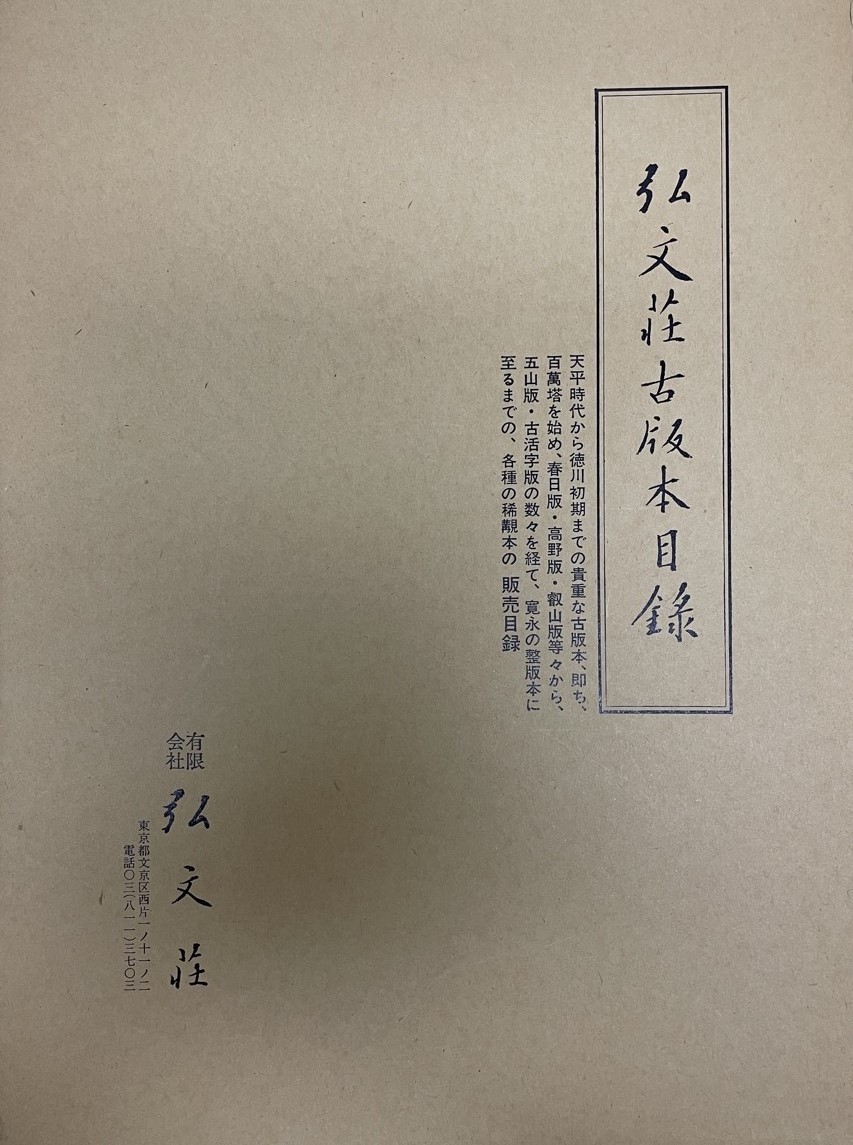 弘文荘古版本目録
天平時代から徳川初期までの貴重な古版本、即ち、
百萬塔を始め、春日版・高野版・叡山版等々から、
五山版・古活字版の数々を経て、寛永の整版本に
至るまでの、各種の稀覯本の 販売目録
有限
会社
弘文荘
東京都文京区西片一ノ十一ノ二
電話〇三(八一一)三七〇三